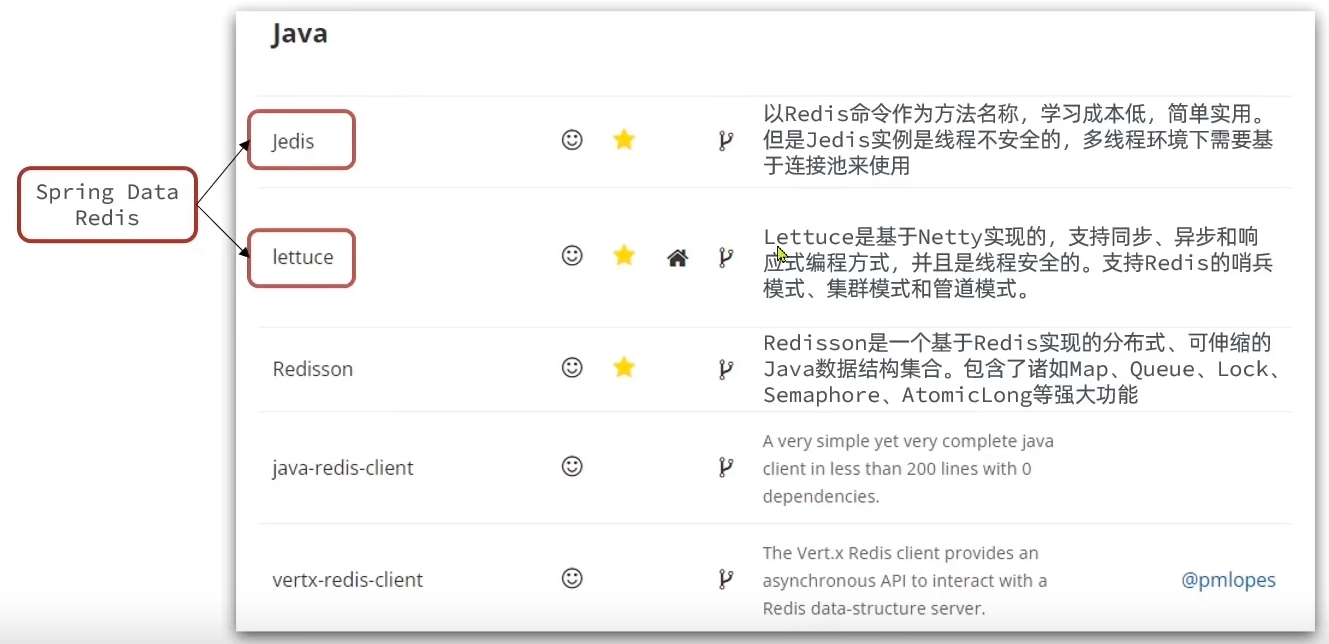 Java
Spring Data
Redis
Jedis
以Redis命令作为方法名称，学习成本低，简单实用。
但是Jedis实例是线程不安全的，多线程环境下需要基
于连接池来使用
lettuce
Lettuce是基于Netty实现的，支持同步、异步和响
应式编程方式，并且是线程安全的。支持Redis的哨兵
模式、集群模式和管道模式。
Redisson
Redisson是一个基于Redis实现的分布式、可伸缩的
Java数据结构集合。包含了诸如Map、Queue、Lock、
Semaphore、AtomicLong等强大功能
java-redis-client
A very simple yet very complete java
client in less than 200 lines with 0
dependencies.
vertx-redis-client
The Vert.x Redis client provides an
asynchronous API to interact with a
Redis data-structure server.
@pmlopes